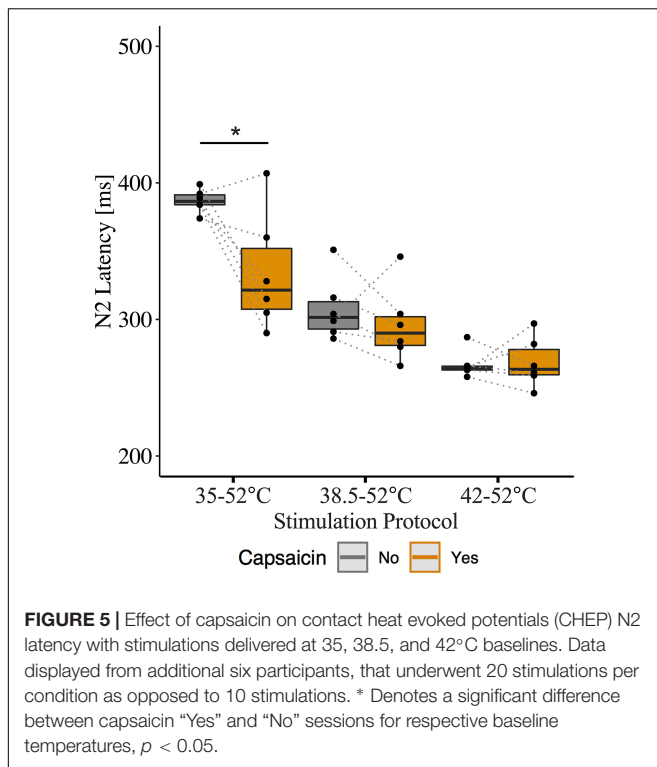 500
400
300
200
N2 Latency [ms]
*
35-52°C 38.5-52°C 42-52°C
Stimulation Protocol
Capsaicin No Yes
FIGURE 5 | Effect of capsaicin on contact heat evoked potentials (CHEP) N2
latency with stimulations delivered at 35, 38.5, and 42°C baselines. Data
displayed from additional six participants, that underwent 20 stimulations per
condition as opposed to 10 stimulations. * Denotes a significant difference
between capsaicin “Yes” and “No” sessions for respective baseline
temperatures, p < 0.05.